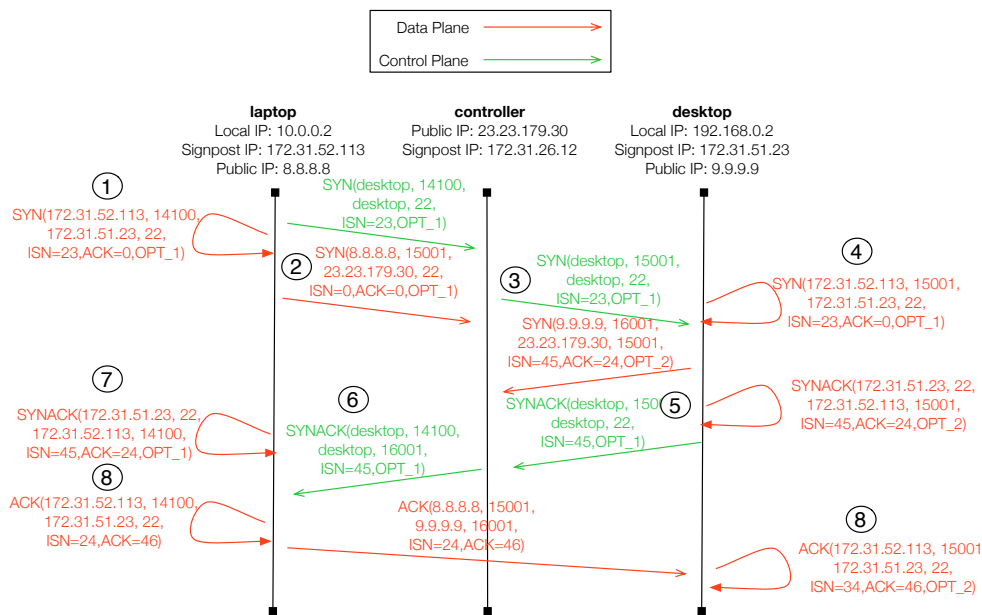 Data Plane
Control Plane
laptop
Local IP: 10.0.0.2
Signpost IP: 172.31.52.113
Public IP: 8.8.8.8
controller
Public IP: 23.23.179.30
Signpost IP: 172.31.26.12
desktop
Local IP: 192.168.0.2
Signpost IP: 172.31.51.23
Public IP: 9.9.9.9
1
SYN(172.31.52.113, 14100,
172.31.51.23, 22,
ISN=23,ACK=0,OPT_1)
SYN(desktop, 14100,
desktop, 22,
ISN=23,OPT_1)
2
SYN(8.8.8.8, 15001,
23.23.179.30, 22,
ISN=0,ACK=0,OPT_1)
3
SYN(desktop, 15001,
desktop, 22,
ISN=23,OPT_1)
4
SYN(172.31.52.113, 15001,
172.31.51.23, 22,
ISN=23,ACK=0,OPT_1)
SYN(9.9.9.9, 16001,
23.23.179.30, 15001,
ISN=45,ACK=24,OPT_2)
5
SYNACK(172.31.51.23, 22,
172.31.52.113, 15001,
ISN=45,ACK=24,OPT_2)
SYNACK(desktop,
desktop, 22,
ISN=45,OPT_1)
6
SYNACK(desktop, 14100,
desktop, 16001,
ISN=45,OPT_1)
7
SYNACK(172.31.51.23, 22,
172.31.52.113, 14100,
ISN=45,ACK=24,OPT_1)
8
ACK(172.31.52.113, 14100,
172.31.51.23, 22,
ISN=24,ACK=46)
ACK(8.8.8.8, 15001,
9.9.9.9, 16001,
ISN=24,ACK=46)
8
ACK(172.31.52.113, 15001
172.31.51.23, 22,
ISN=34,ACK=46,OPT_2)